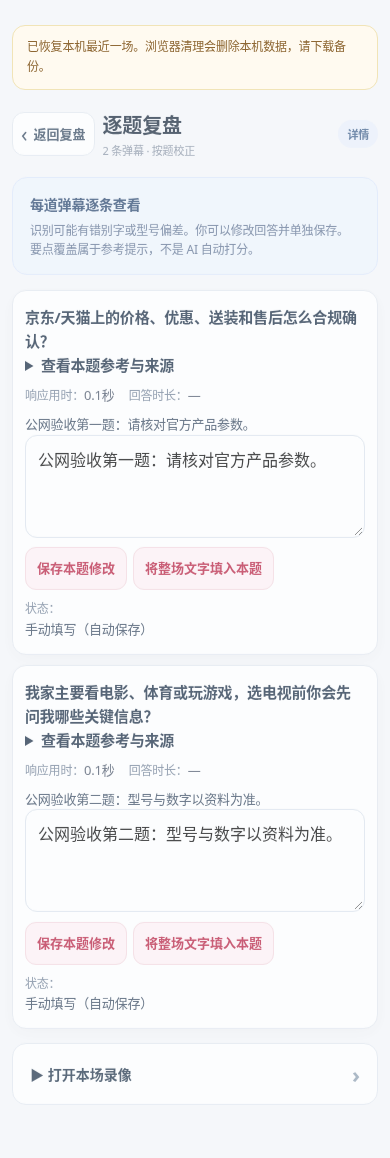 已恢复本机最近一场。浏览器清理会删除本机数据，请下载备
份。
‹ 返回复盘
逐题复盘
2 条弹幕 · 按题校正
详情
每道弹幕逐条查看
识别可能有错别字或型号偏差。你可以修改回答并单独保存。
要点覆盖属于参考提示，不是 AI 自动打分。
京东/天猫上的价格、优惠、送装和售后怎么合规确
认？
▶ 查看本题参考与来源
响应用时：0.1秒 回答时长：—
公网验收第一题：请核对官方产品参数。
公网验收第一题：请核对官方产品参数。
保存本题修改 将整场文字填入本题
状态：
手动填写（自动保存）
我家主要看电影、体育或玩游戏，选电视前你会先
问我哪些关键信息？
▶ 查看本题参考与来源
响应用时：0.1秒 回答时长：—
公网验收第二题：型号与数字以资料为准。
公网验收第二题：型号与数字以资料为准。
保存本题修改 将整场文字填入本题
状态：
手动填写（自动保存）
▶ 打开本场录像 ›